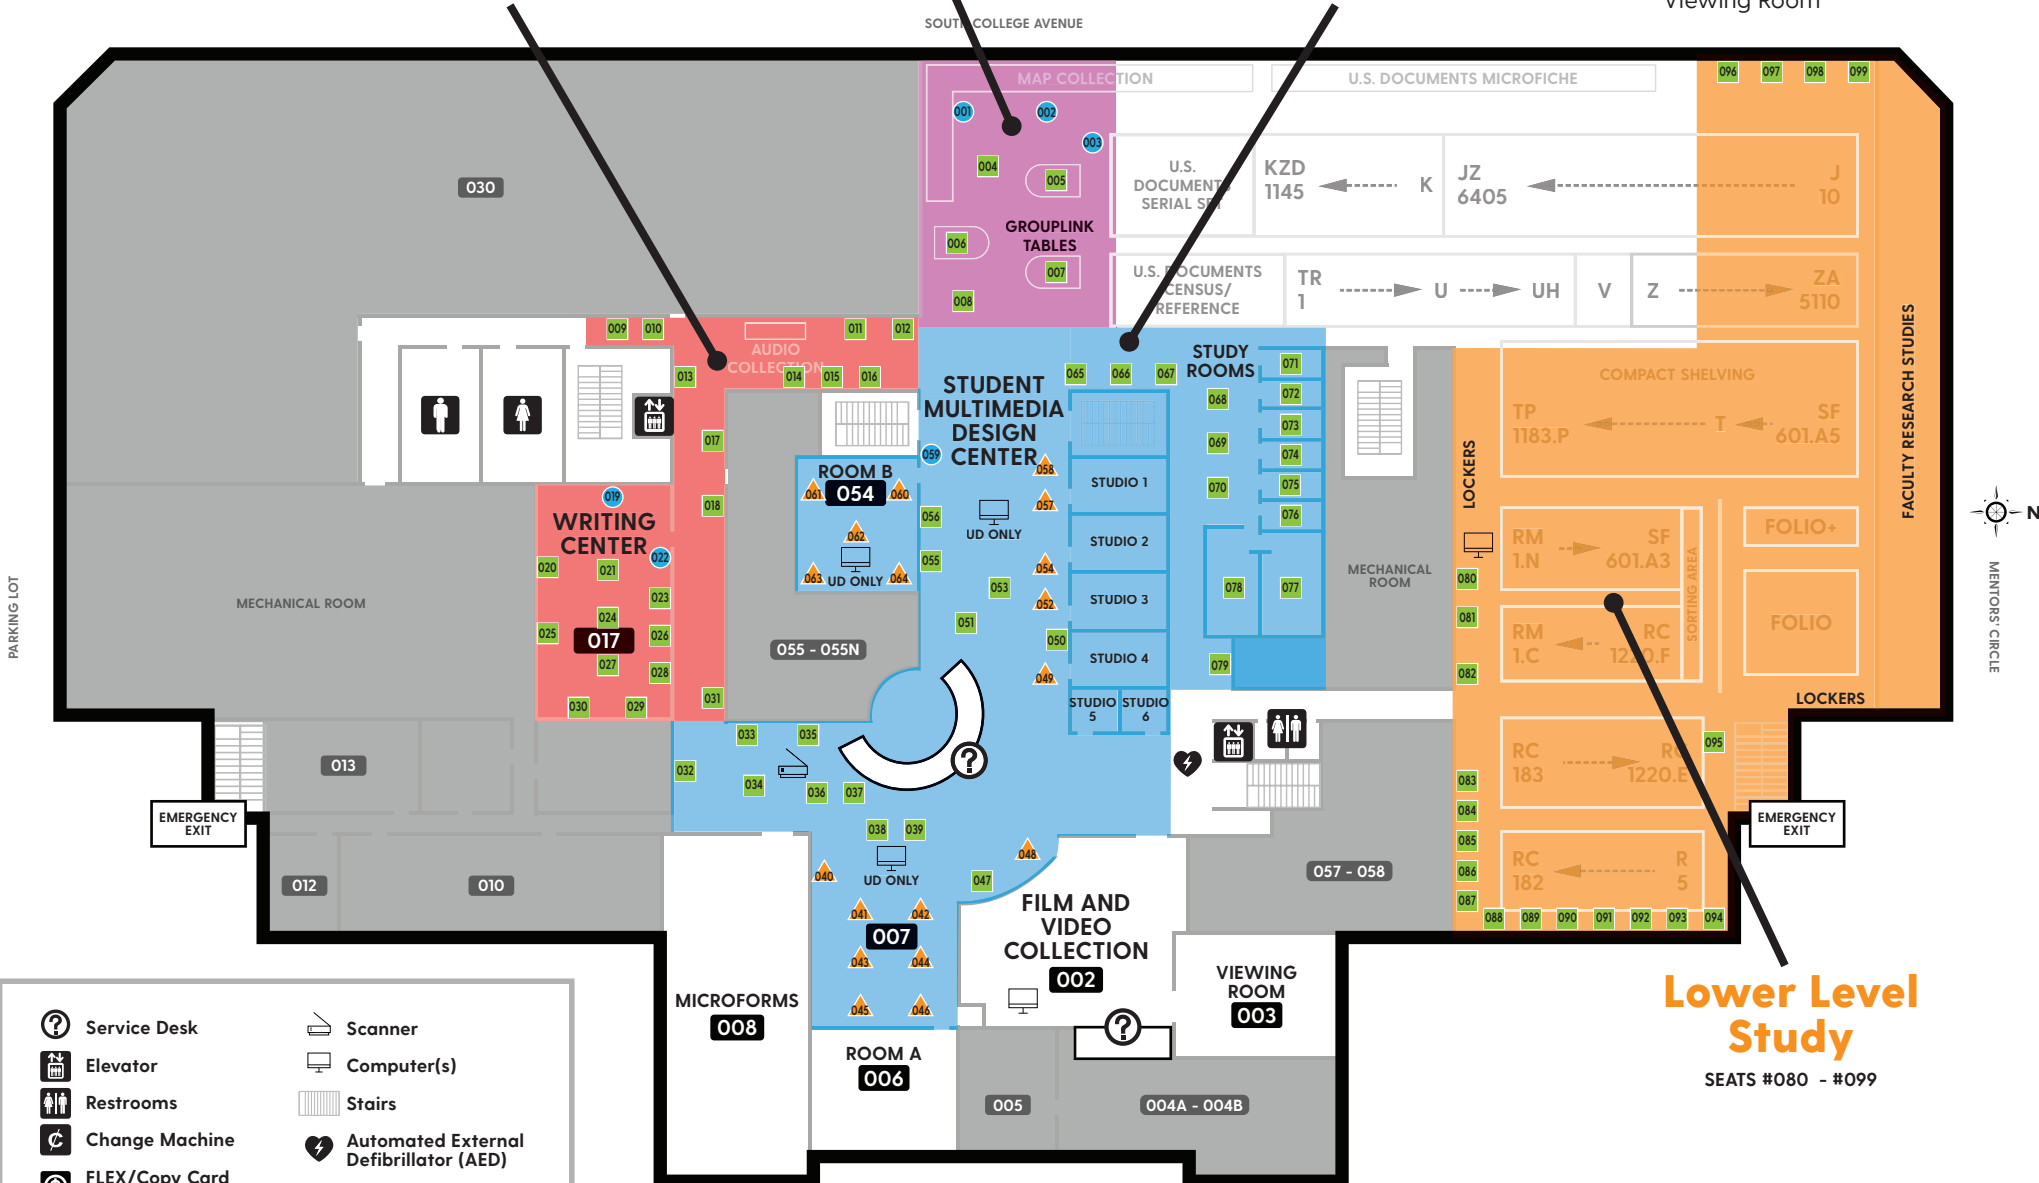 Viewing Room
SOUTH COLLEGE AVENUE
MAP COLLECTION
U.S. DOCUMENTS MICROFICHE
096 097 098 099
001 002
003
004
005
U.S.
DOCUMENTS
SERIAL SET
KZD
1145
K
JZ
6405
J
10
030
006
GROUPLINK
TABLES
007
008
U.S. DOCUMENTS
CENSUS/
REFERENCE
TR
1
U
UH
V
Z
ZA
5110
009 010
011 012
AUDIO
COLLECTION
013
014 015 016
017
018
STUDENT
MULTIMEDIA
DESIGN
CENTER
065 066 067
STUDY
ROOMS
068
069
070
071
072
073
074
075
076
077
078
079
COMPACT SHELVING
TP
1183.P
T
SF
601.A5
LOCKERS
FACULTY RESEARCH STUDIES
ROOM B
054
061
060
062
063
UD ONLY
064
059
058
057
056
055
UD ONLY
054
053
052
051
050
049
STUDIO 1
STUDIO 2
STUDIO 3
STUDIO 4
STUDIO
5
STUDIO
6
019
WRITING
CENTER
022
020
021
023
024
025
017
026
027
028
030
029
031
MECHANICAL ROOM
PARKING LOT
055 - 055N
MECHANICAL
ROOM
RM
1.N
SF
601.A3
SORTING AREA
FOLIO+
FOLIO
RM
1.C
RC
1220.F
080
081
082
N
MENTORS' CIRCLE
LOCKERS
RC
183
RC
1220.E
095
083
084
085
086
087
RC
182
R
5
088 089 090 091 092 093 094
EMERGENCY
EXIT
EMERGENCY
EXIT
013
012
010
032
033
035
034
036
037
038 039
UD ONLY
040
041 042
007
043 044
045 046
047
048
057 - 058
FILM AND
VIDEO
COLLECTION
002
VIEWING
ROOM
003
MICROFORMS
008
ROOM A
006
005
004A - 004B
Lower Level
Study
SEATS #080 - #099
Service Desk
Elevator
Restrooms
Change Machine
FLEX/Copy Card
Scanner
Computer(s)
Stairs
Automated External
Defibrillator (AED)